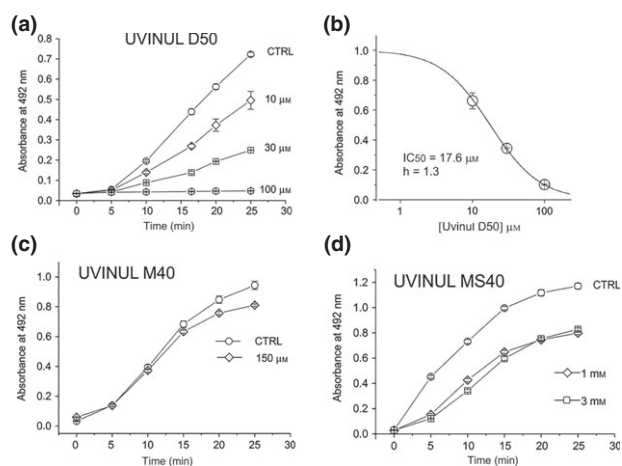 (a)
UVINUL D50
Absorbance at 492 nm
0.8
0.7
0.6
0.5
0.4
0.3
0.2
0.1
0.0
CTRL
10 μM
30 μM
100 μM
0 5 10 15 20 25 30
Time (min)
(b)
Absorbance at 492 nm
1.0
0.8
0.6
0.4
0.2
0.0
IC50 = 17.6 μM
h = 1.3
1 10 100
[Uvinul D50] μM
(c)
UVINUL M40
Absorbance at 492 nm
1.0
0.8
0.6
0.4
0.2
0.0
CTRL
150 μM
0 5 10 15 20 25 30
Time (min)
(d)
UVINUL MS40
Absorbance at 492 nm
1.2
1.0
0.8
0.6
0.4
0.2
0.0
CTRL
1 mM
3 mM
0 5 10 15 20 25 30
Time (min)